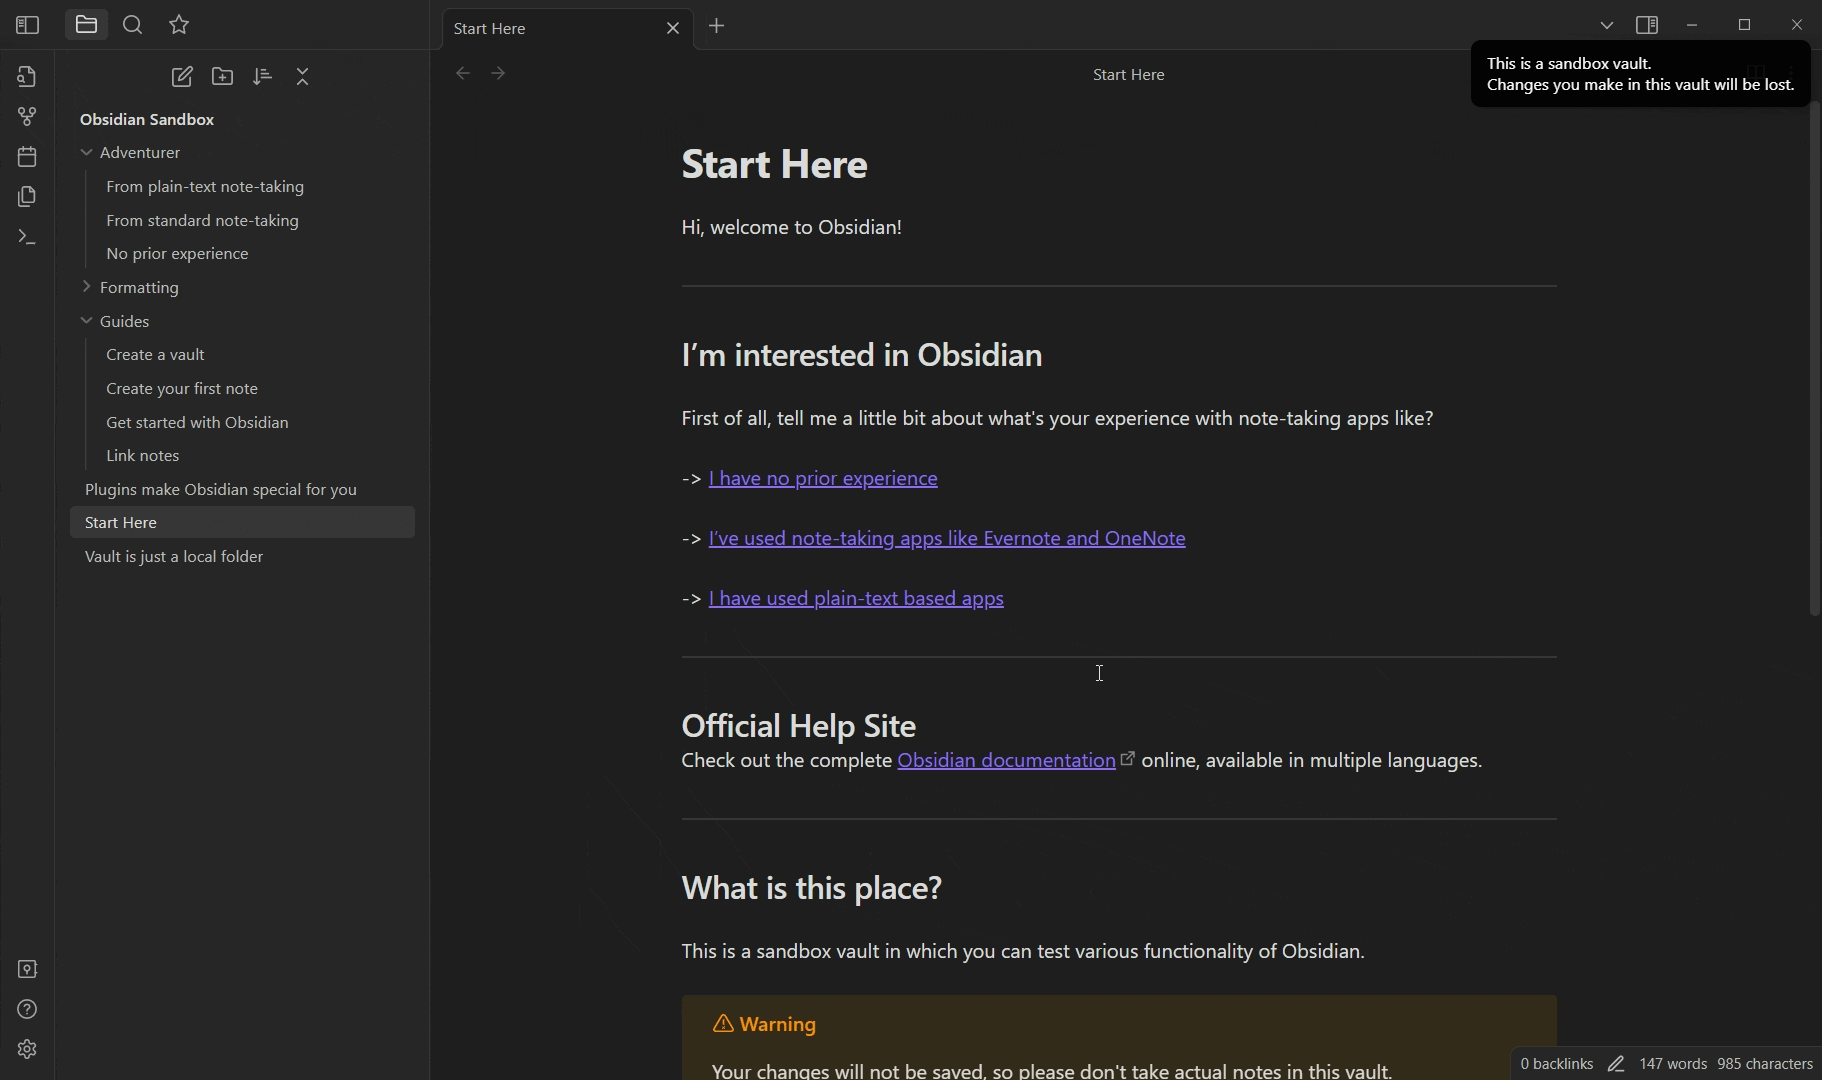 Start Here
This is a sandbox vault.
Changes you make in this vault will be lost.
Start Here
Obsidian Sandbox
Adventurer
From plain-text note-taking
From standard note-taking
No prior experience
Formatting
Guides
Create a vault
Create your first note
Get started with Obsidian
Link notes
Plugins make Obsidian special for you
Start Here
Vault is just a local folder
Start Here
Hi, welcome to Obsidian!
I'm interested in Obsidian
First of all, tell me a little bit about what's your experience with note-taking apps like?
-> I have no prior experience
-> I've used note-taking apps like Evernote and OneNote
-> I have used plain-text based apps
Official Help Site
Check out the complete Obsidian documentation online, available in multiple languages.
What is this place?
This is a sandbox vault in which you can test various functionality of Obsidian.
Warning
Your changes will not be saved, so please don't take actual notes in this vault.
0 backlinks 147 words 985 characters